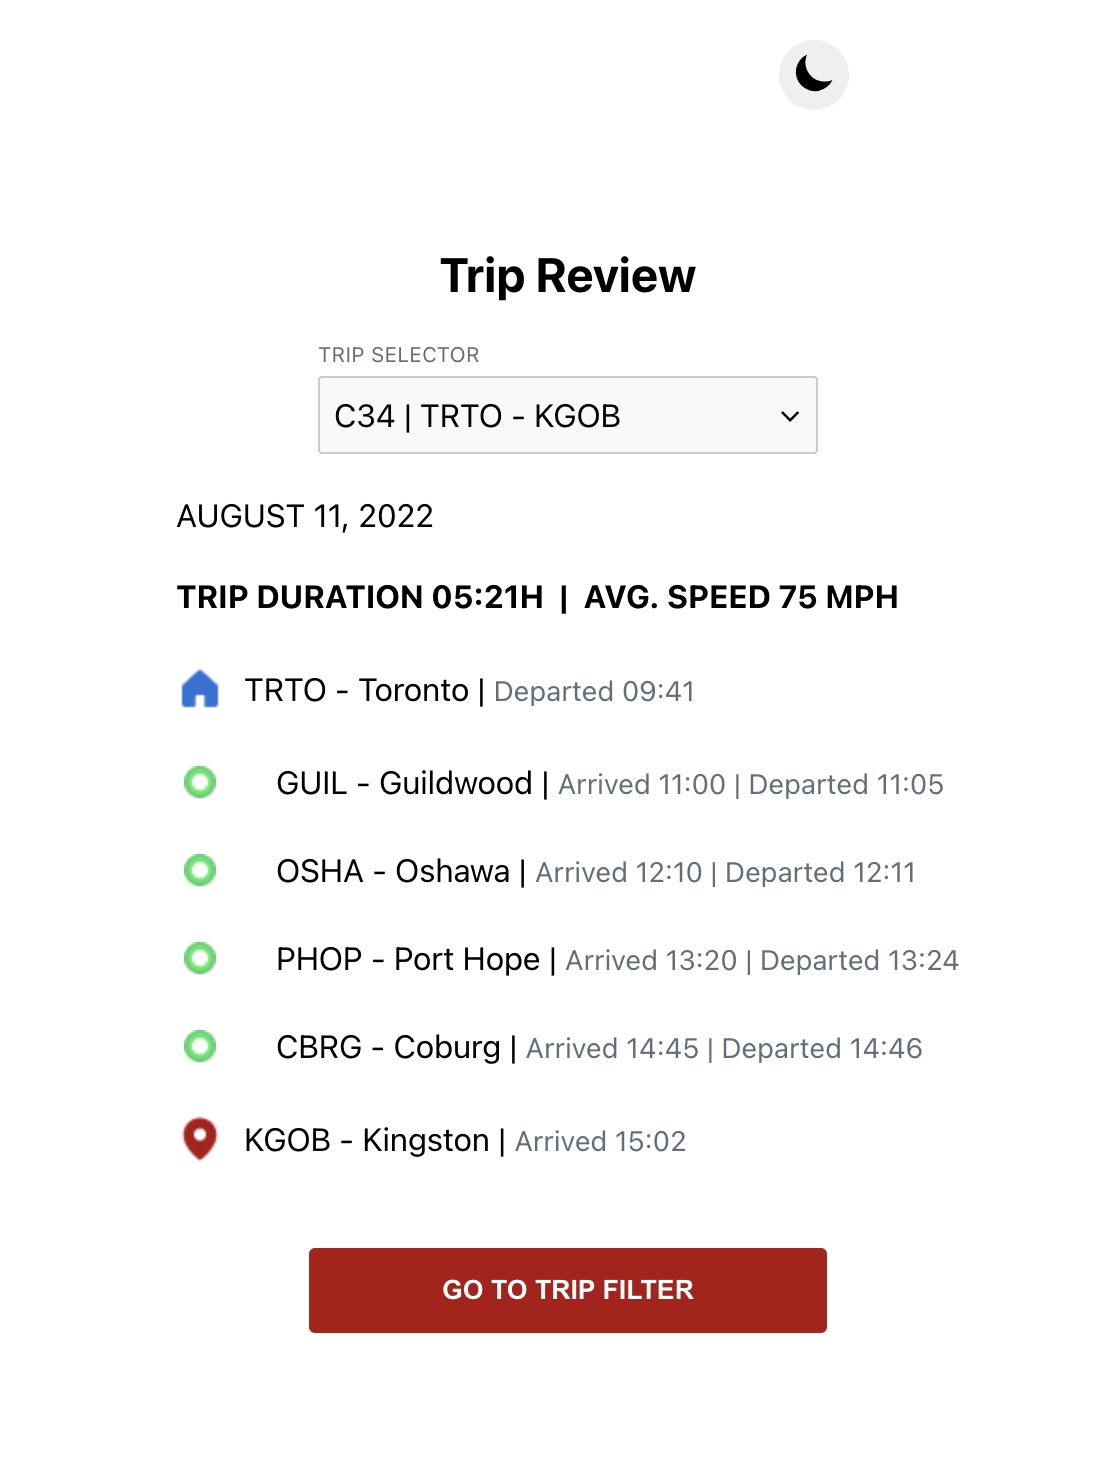 Trip Review
TRIP SELECTOR
C34 | TRTO - KGOB
AUGUST 11, 2022
TRIP DURATION 05:21H | AVG. SPEED 75 MPH
TRTO - Toronto | Departed 09:41
GUIL - Guildwood | Arrived 11:00 | Departed 11:05
OSHA - Oshawa | Arrived 12:10 | Departed 12:11
PHOP - Port Hope | Arrived 13:20 | Departed 13:24
CBRG - Coburg | Arrived 14:45 | Departed 14:46
KGOB - Kingston | Arrived 15:02
GO TO TRIP FILTER